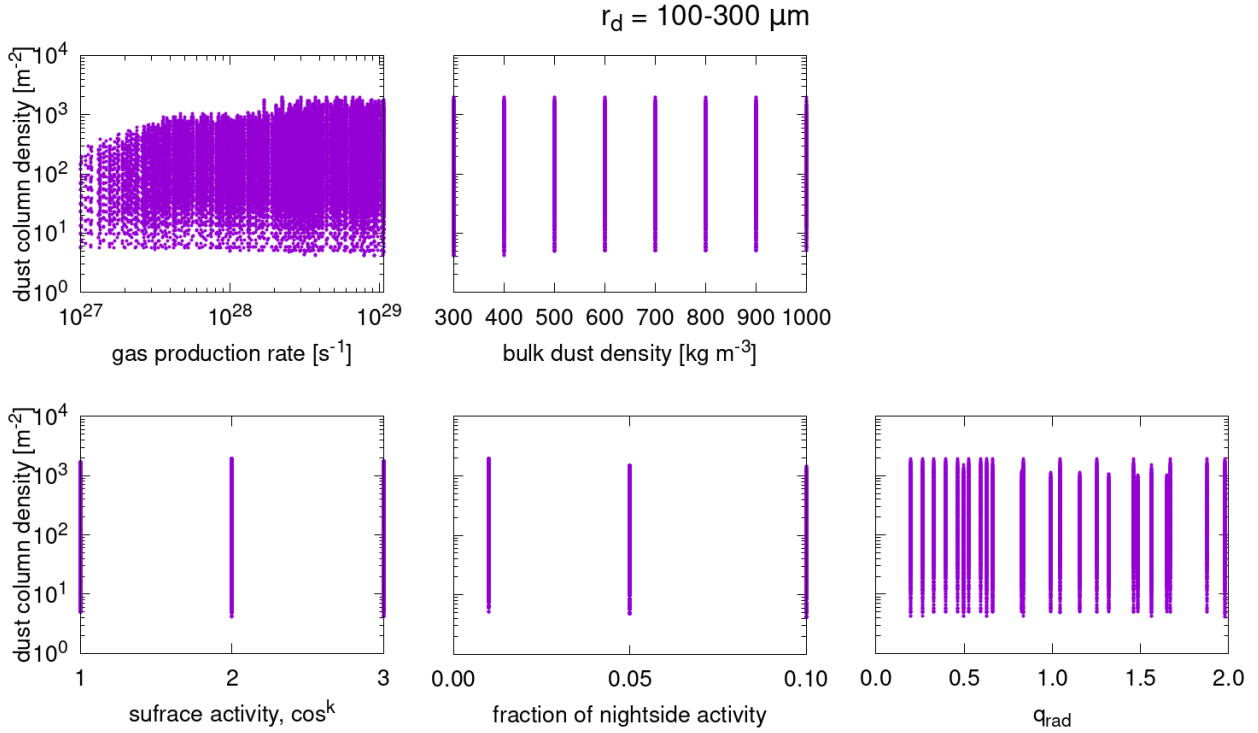 r_d = 100-300 μm
dust column density [m^-2]
10^4
10^3
10^2
10^1
10^0
10^27 10^28 10^29
gas production rate [s^-1]
300 400 500 600 700 800 900 1000
bulk dust density [kg m^-3]
dust column density [m^-2]
10^4
10^3
10^2
10^1
10^0
1 2 3
sufrace activity, cos^k
0.00 0.05 0.10
fraction of nightside activity
0.0 0.5 1.0 1.5 2.0
q_rad